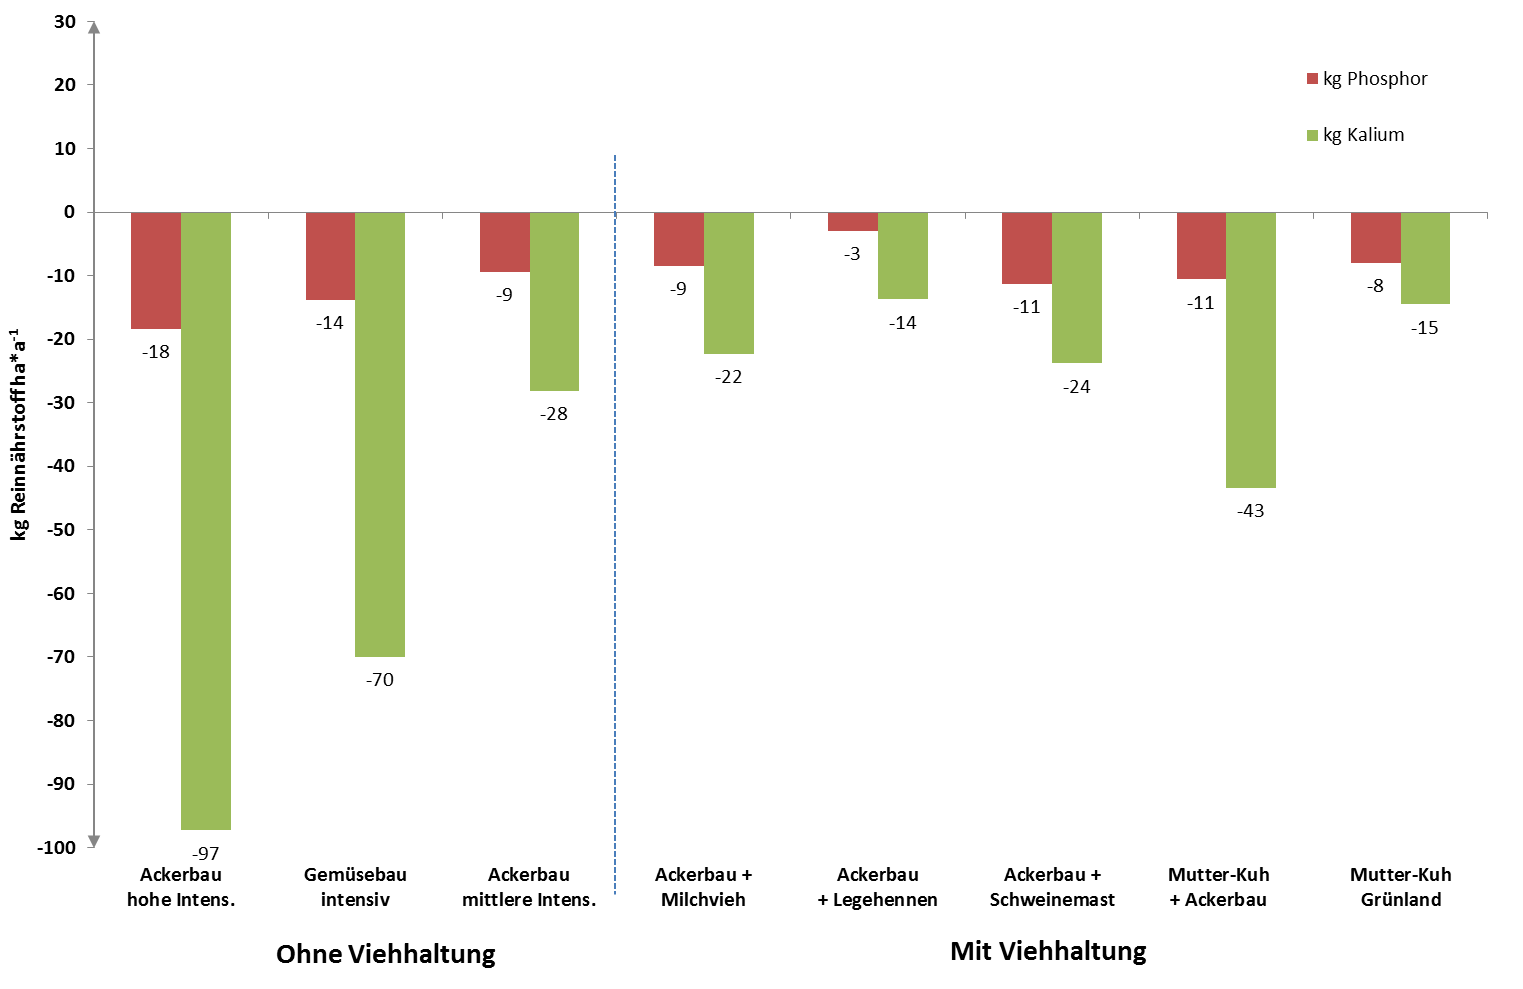 30
20
10
0
-10
-20
-30
-40
-50
-60
-70
-80
-90
-100
kg Reinnährstoffha*a-1
kg Phosphor
kg Kalium
-18
-97
-14
-70
-9
-28
-9
-22
-3
-14
-11
-24
-11
-43
-8
-15
Ackerbau
hohe Intens.
Gemüsebau
intensiv
Ackerbau
mittlere Intens.
Ackerbau +
Milchvieh
Ackerbau
+ Legehennen
Ackerbau +
Schweinemast
Mutter-Kuh
+ Ackerbau
Mutter-Kuh
Grünland
Ohne Viehhaltung
Mit Viehhaltung